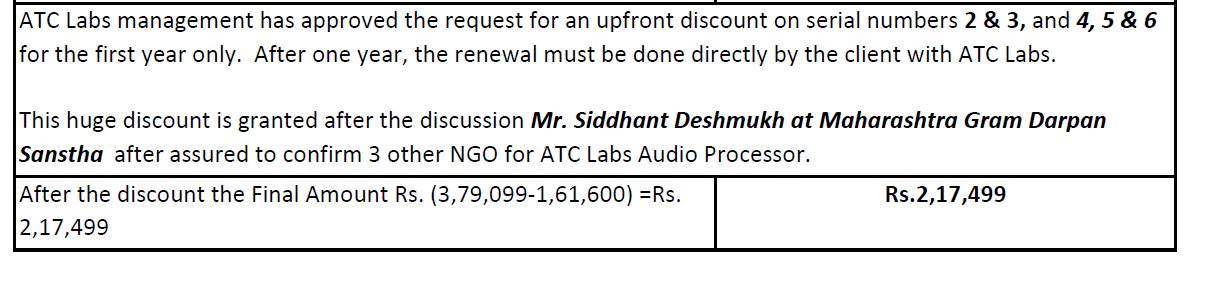 ATC Labs management has approved the request for an upfront discount on serial numbers 2 & 3, and 4, 5 & 6
for the first year only.  After one year, the renewal must be done directly by the client with ATC Labs.
This huge discount is granted after the discussion Mr. Siddhant Deshmukh at Maharashtra Gram Darpan
Sanstha  after assured to confirm 3 other NGO for ATC Labs Audio Processor.
After the discount the Final Amount Rs. (3,79,099-1,61,600) =Rs.
2,17,499
Rs.2,17,499